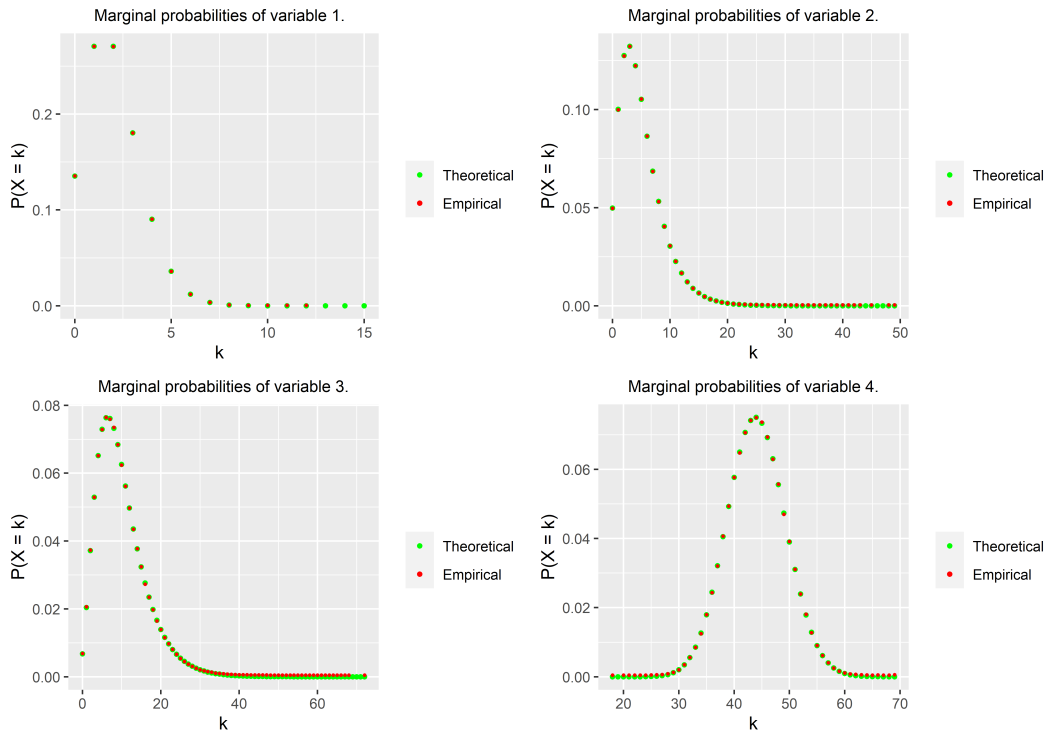 Marginal probabilities of variable 1.
P(X = k)
0.2
0.1
0.0
0 5 10 15
k
Theoretical
Empirical
Marginal probabilities of variable 2.
P(X = k)
0.10
0.05
0.00
0 10 20 30 40 50
k
Theoretical
Empirical
Marginal probabilities of variable 3.
P(X = k)
0.08
0.06
0.04
0.02
0.00
0 20 40 60
k
Theoretical
Empirical
Marginal probabilities of variable 4.
P(X = k)
0.06
0.04
0.02
0.00
20 30 40 50 60 70
k
Theoretical
Empirical